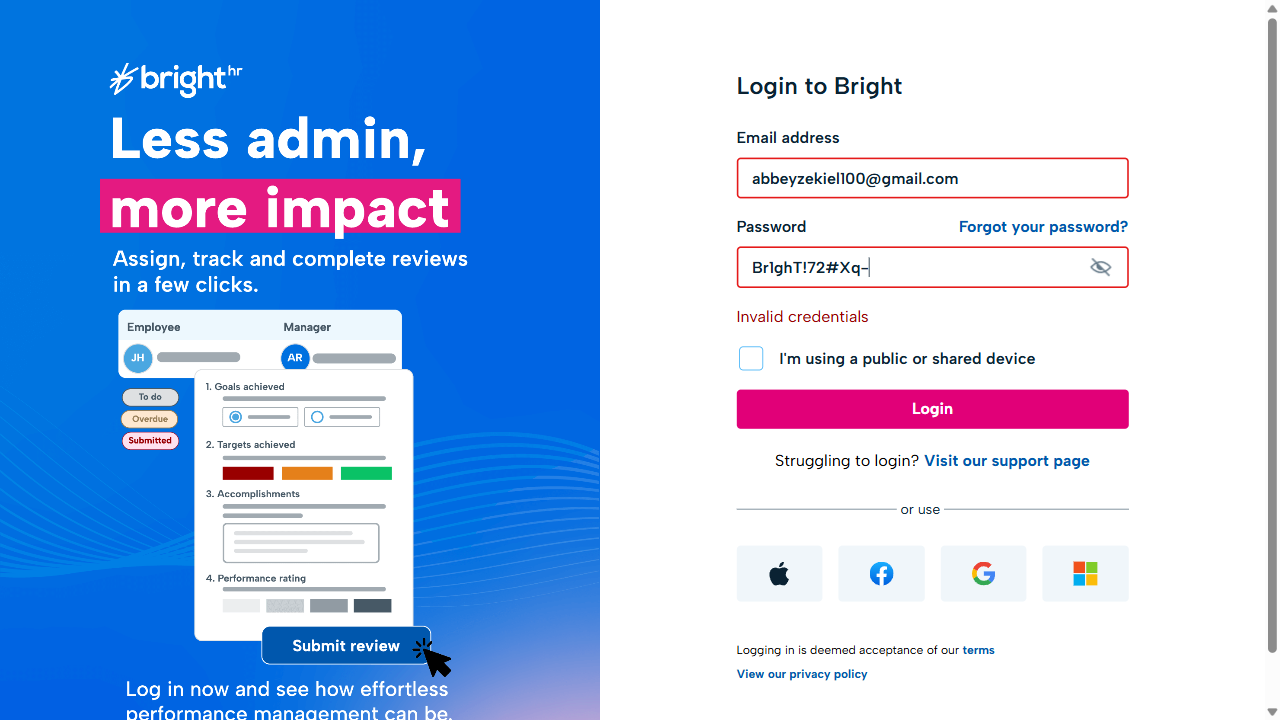 bright hr
Less admin,
more impact
Assign, track and complete reviews
in a few clicks.
Employee
Manager
JH
AR
To do
Overdue
Submitted
1. Goals achieved
2. Targets achieved
3. Accomplishments
4. Performance rating
Submit review
Log in now and see how effortless
performance management can be.
Login to Bright
Email address
abbeyzekiel100@gmail.com
Password
Forgot your password?
Br1ghT!72#Xq-
Invalid credentials
I'm using a public or shared device
Login
Struggling to login? Visit our support page
or use
Logging in is deemed acceptance of our terms
View our privacy policy